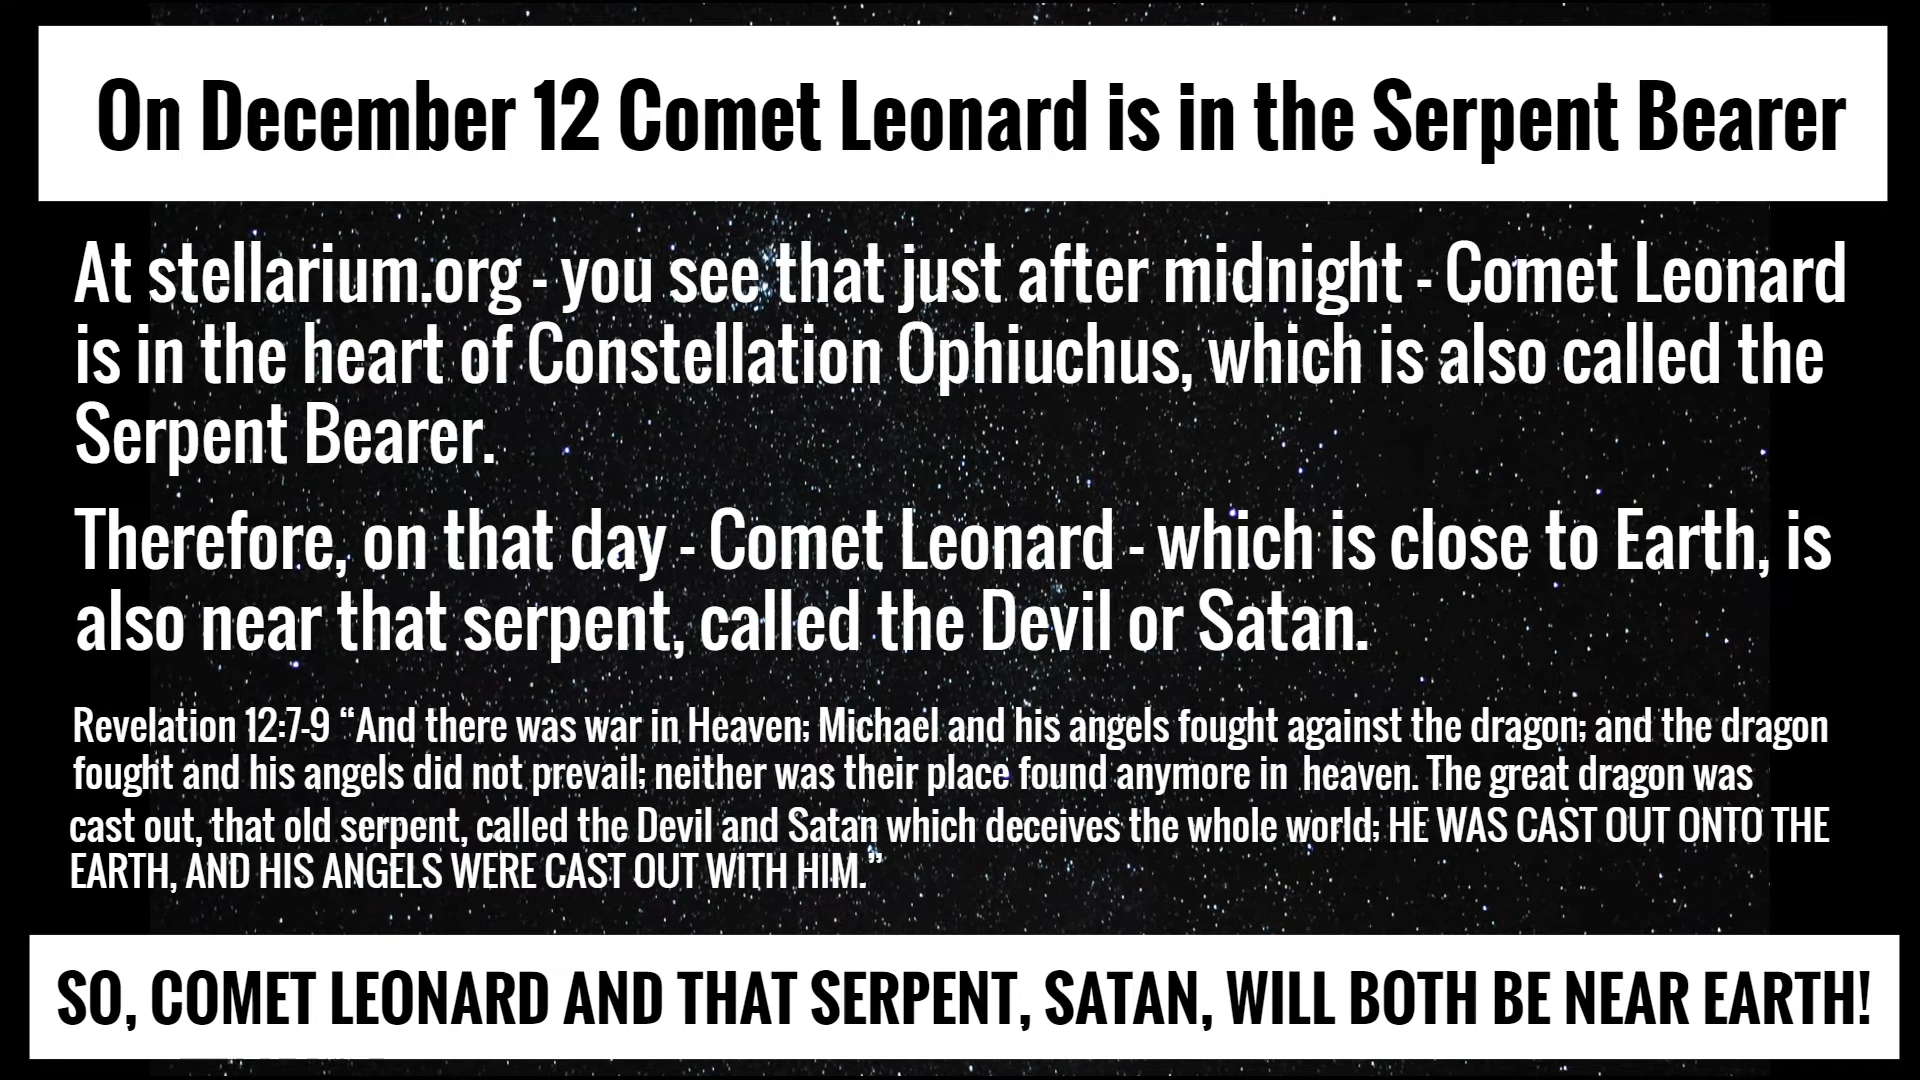 On December 12 Comet Leonard is in the Serpent Bearer
At stellarium.org - you see that just after midnight - Comet Leonard
is in the heart of Constellation Ophiuchus, which is also called the
Serpent Bearer.
Therefore, on that day - Comet Leonard - which is close to Earth, is
also near that serpent, called the Devil or Satan.
Revelation 12:7-9 “And there was war in Heaven; Michael and his angels fought against the dragon; and the dragon
fought and his angels did not prevail; neither was their place found anymore in heaven. The great dragon was
cast out, that old serpent, called the Devil and Satan which deceives the whole world; HE WAS CAST OUT ONTO THE
EARTH, AND HIS ANGELS WERE CAST OUT WITH HIM.”
SO, COMET LEONARD AND THAT SERPENT, SATAN, WILL BOTH BE NEAR EARTH!